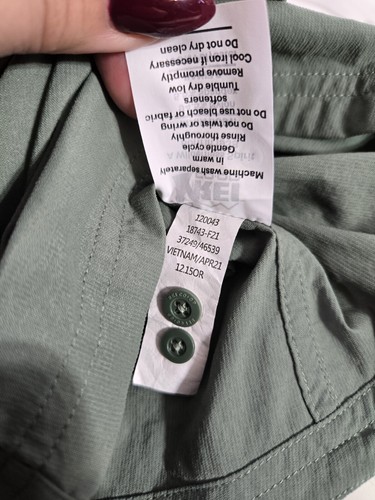 Machine wash separately
in warm
Gentle cycle
Rinse thoroughly
Do not twist or wring
Do not use bleach or fabric
softeners
Tumble dry low
Remove promptly
Cool iron if necessary
Do not dry clean
120043
18743-F21
37249/46539
VIETNAM/APR21
12.15OR